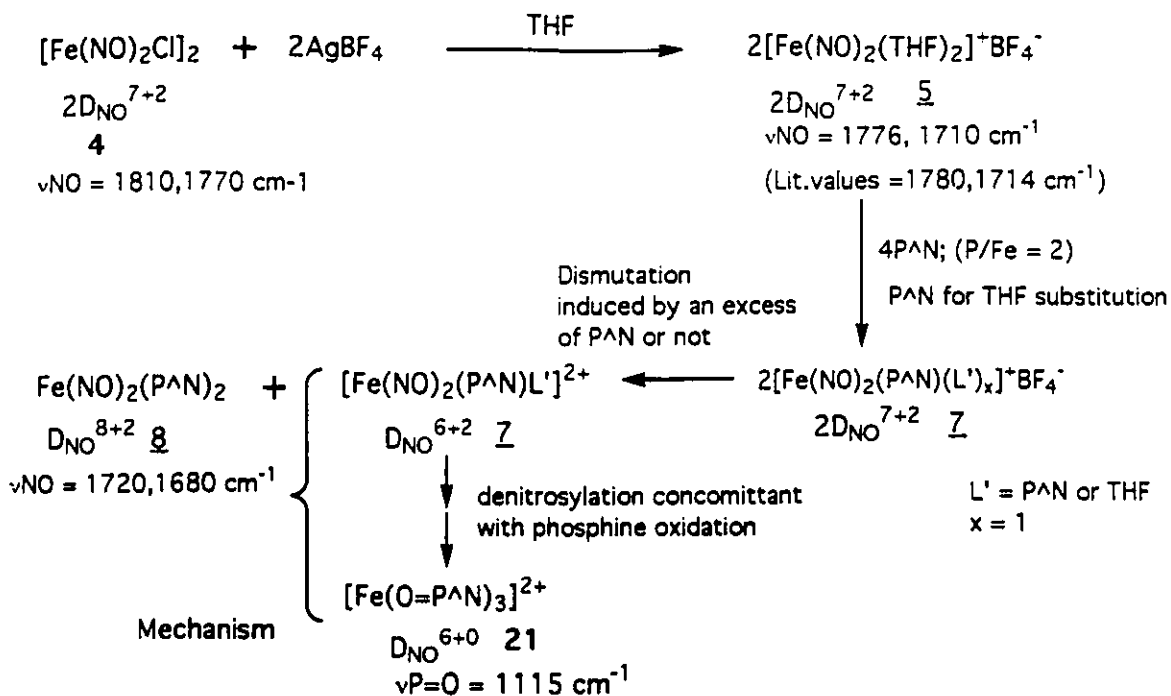 THF
[Fe(NO)2Cl]2 + 2AgBF4 2[Fe(NO)2(THF)2]+BF4-
2DNO7+2
4
νNO = 1810,1770 cm-1
2DNO7+2 5
νNO = 1776, 1710 cm-1
(Lit.values =1780,1714 cm-1)
4P^N; (P/Fe = 2)
P^N for THF substitution
Dismutation
induced by an excess
of P^N or not
Fe(NO)2(P^N)2 + [Fe(NO)2(P^N)L']2+ 2[Fe(NO)2(P^N)(L')x]+BF4-
DNO8+2 8
νNO = 1720,1680 cm-1
DNO6+2 7
2DNO7+2 7
L' = P^N or THF
x = 1
denitrosylation concomittant
with phosphine oxidation
[Fe(O=P^N)3]2+
Mechanism
DNO6+0 21
νP=O = 1115 cm-1